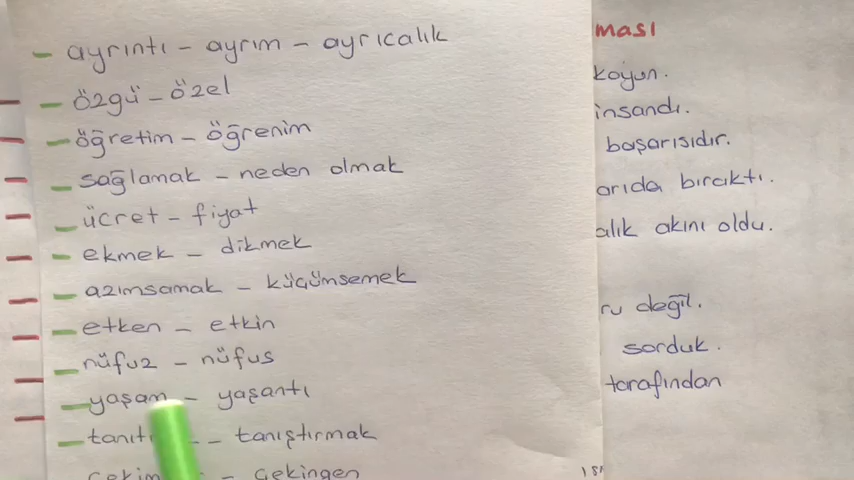 ayrıntı - ayrım - ayrıcalık
özgü - özel
öğretim - öğrenim
sağlamak - neden olmak
ücret - fiyat
ekmek - dikmek
azımsamak - küçümsemek
etken - etkin
nüfuz - nüfus
yaşam - yaşantı
- tanıştırmak
- çekingen
ması
koyun.
insandı.
başarısıdır.
arıda bıraktı.
alık akını oldu.
ru değil.
sorduk.
tarafından